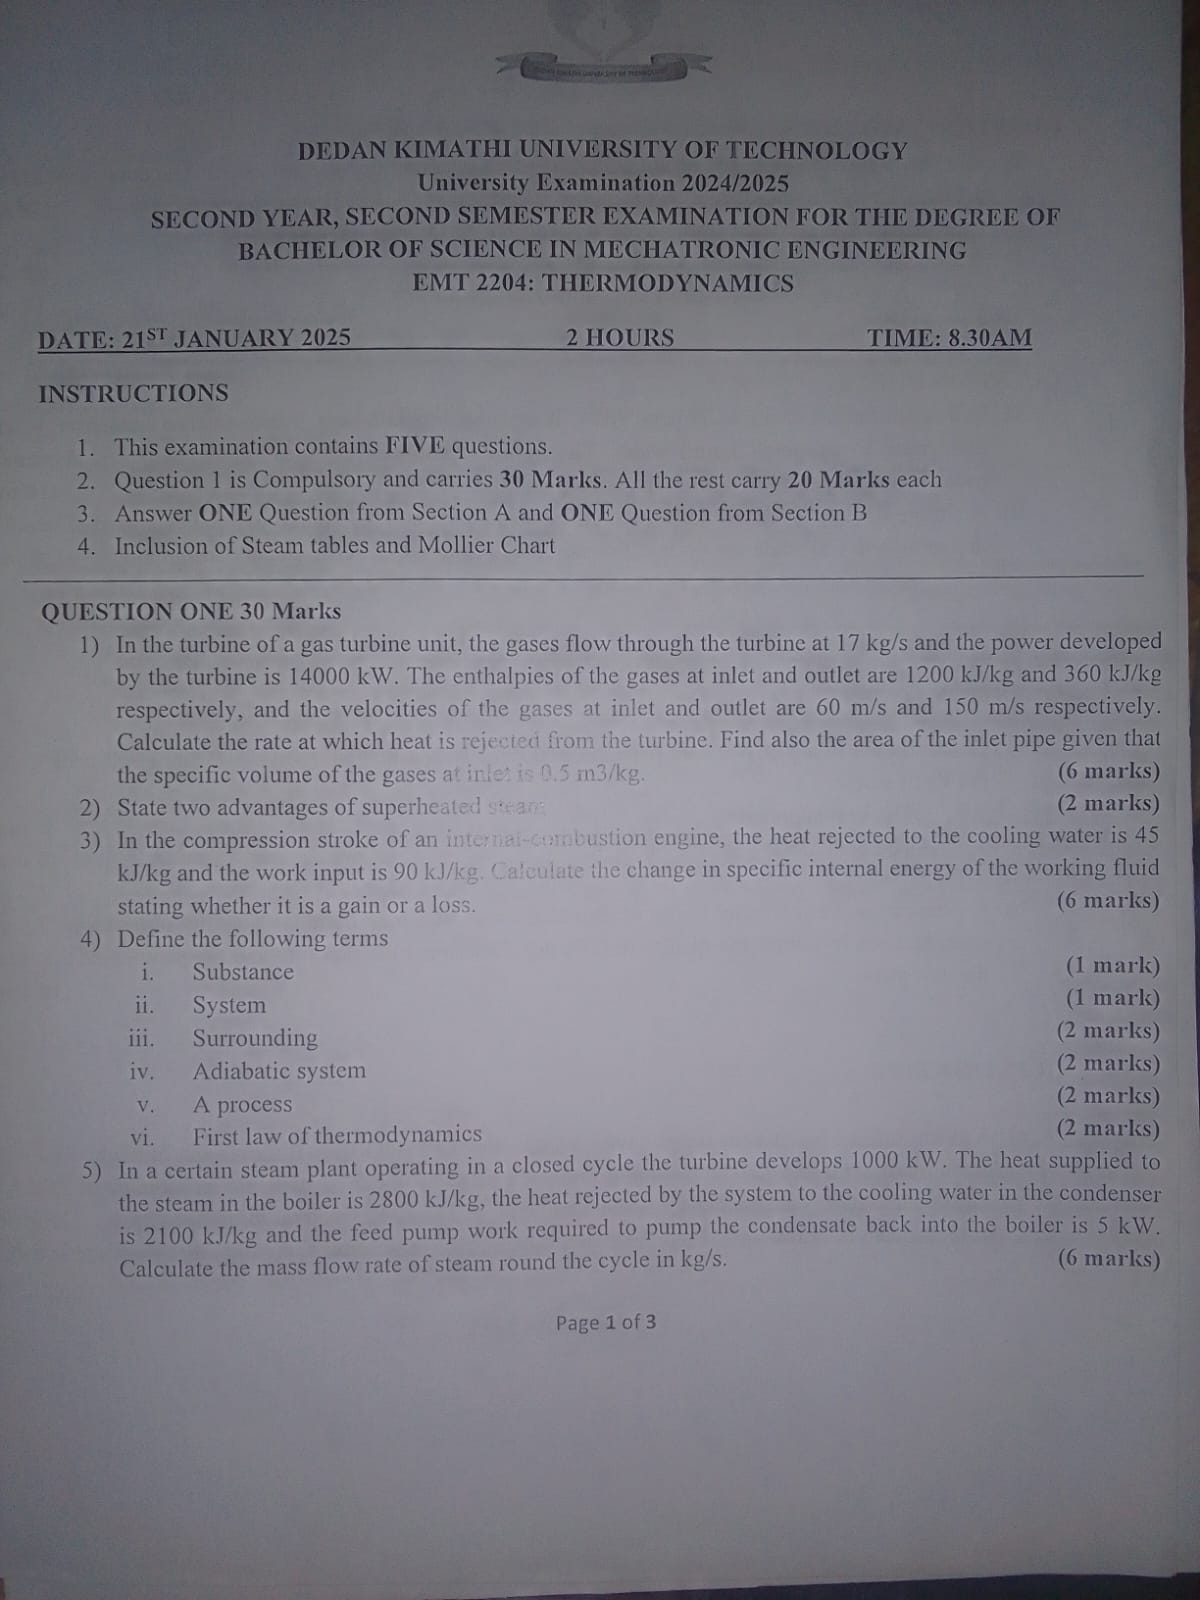 DEDAN KIMATHI UNIVERSITY OF TECHNOLOGY
University Examination 2024/2025
SECOND YEAR, SECOND SEMESTER EXAMINATION FOR THE DEGREE OF
BACHELOR OF SCIENCE IN MECHATRONIC ENGINEERING
EMT 2204: THERMODYNAMICS
DATE: 21ST JANUARY 2025 2 HOURS TIME: 8.30AM
INSTRUCTIONS
1. This examination contains FIVE questions.
2. Question 1 is Compulsory and carries 30 Marks. All the rest carry 20 Marks each
3. Answer ONE Question from Section A and ONE Question from Section B
4. Inclusion of Steam tables and Mollier Chart
QUESTION ONE 30 Marks
1) In the turbine of a gas turbine unit, the gases flow through the turbine at 17 kg/s and the power developed
by the turbine is 14000 kW. The enthalpies of the gases at inlet and outlet are 1200 kJ/kg and 360 kJ/kg
respectively, and the velocities of the gases at inlet and outlet are 60 m/s and 150 m/s respectively.
Calculate the rate at which heat is rejected from the turbine. Find also the area of the inlet pipe given that
the specific volume of the gases at inlet is 0.5 m3/kg. (6 marks)
2) State two advantages of superheated steam (2 marks)
3) In the compression stroke of an internal-combustion engine, the heat rejected to the cooling water is 45
kJ/kg and the work input is 90 kJ/kg. Calculate the change in specific internal energy of the working fluid
stating whether it is a gain or a loss. (6 marks)
4) Define the following terms
i. Substance (1 mark)
ii. System (1 mark)
iii. Surrounding (2 marks)
iv. Adiabatic system (2 marks)
v. A process (2 marks)
vi. First law of thermodynamics (2 marks)
5) In a certain steam plant operating in a closed cycle the turbine develops 1000 kW. The heat supplied to
the steam in the boiler is 2800 kJ/kg, the heat rejected by the system to the cooling water in the condenser
is 2100 kJ/kg and the feed pump work required to pump the condensate back into the boiler is 5 kW.
Calculate the mass flow rate of steam round the cycle in kg/s. (6 marks)
Page 1 of 3